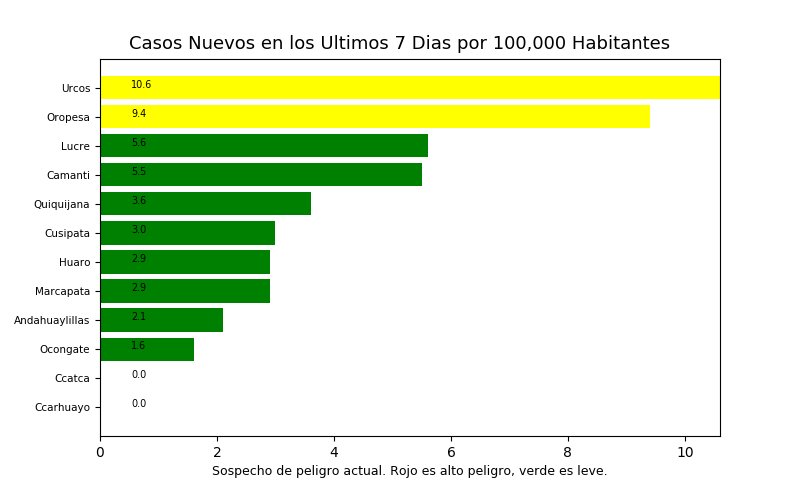 Casos Nuevos en los Ultimos 7 Dias por 100,000 Habitantes
Urcos 10.6
Oropesa 9.4
Lucre 5.6
Camanti 5.5
Quiquijana 3.6
Cusipata 3.0
Huaro 2.9
Marcapata 2.9
Andahuaylillas 2.1
Ocongate 1.6
Ccatca 0.0
Ccarhuayo 0.0
0 2 4 6 8 10
Sospecho de peligro actual. Rojo es alto peligro, verde es leve.